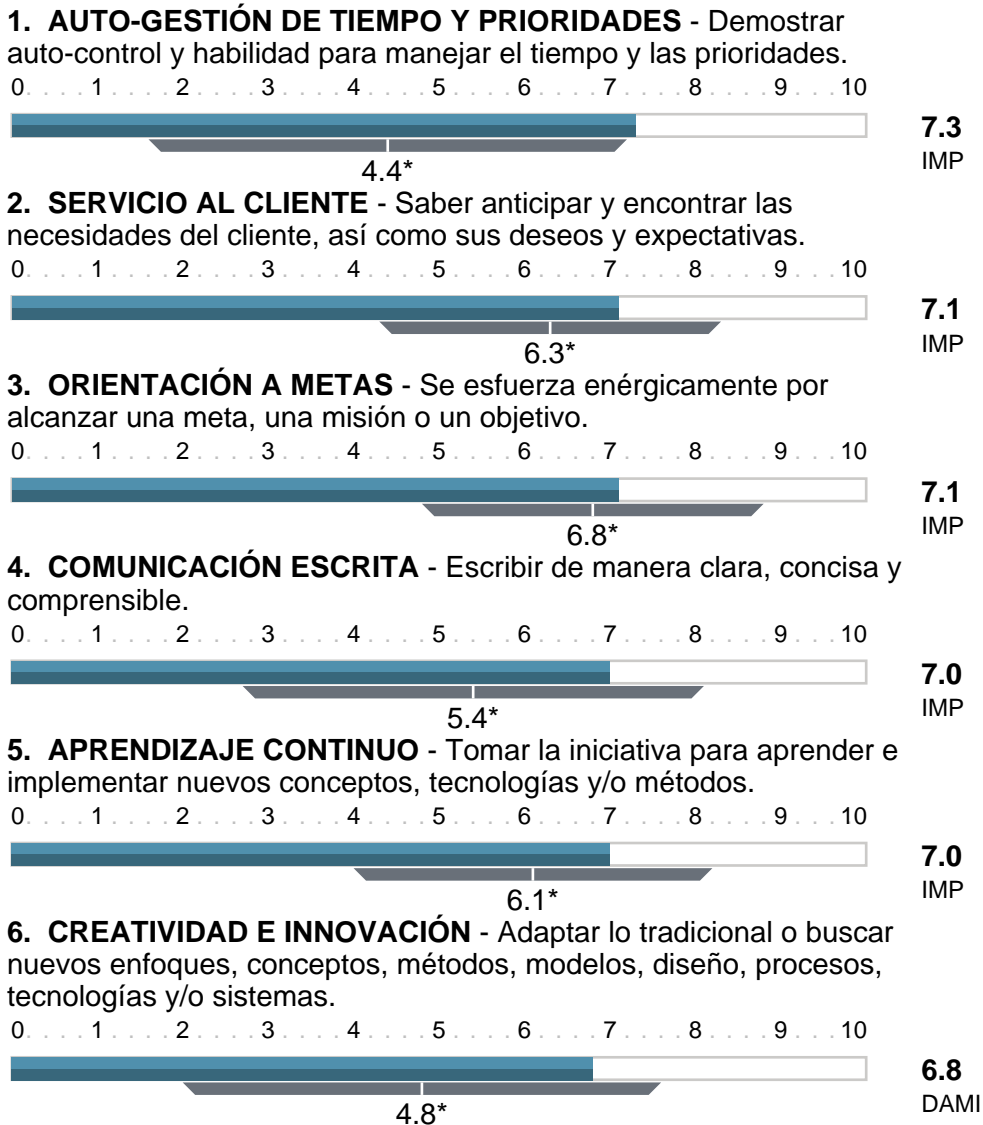 1. AUTO-GESTIÓN DE TIEMPO Y PRIORIDADES - Demostrar
auto-control y habilidad para manejar el tiempo y las prioridades.
0. . . . 1 . . . . 2 . . . . 3 . . . . 4 . . . . 5 . . . . 6 . . . . 7 . . . . 8 . . . . 9 . . . 10
7.3
IMP
4.4*
2. SERVICIO AL CLIENTE - Saber anticipar y encontrar las
necesidades del cliente, así como sus deseos y expectativas.
0. . . . 1 . . . . 2 . . . . 3 . . . . 4 . . . . 5 . . . . 6 . . . . 7 . . . . 8 . . . . 9 . . . 10
7.1
IMP
6.3*
3. ORIENTACIÓN A METAS - Se esfuerza enérgicamente por
alcanzar una meta, una misión o un objetivo.
0. . . . 1 . . . . 2 . . . . 3 . . . . 4 . . . . 5 . . . . 6 . . . . 7 . . . . 8 . . . . 9 . . . 10
7.1
IMP
6.8*
4. COMUNICACIÓN ESCRITA - Escribir de manera clara, concisa y
comprensible.
0. . . . 1 . . . . 2 . . . . 3 . . . . 4 . . . . 5 . . . . 6 . . . . 7 . . . . 8 . . . . 9 . . . 10
7.0
IMP
5.4*
5. APRENDIZAJE CONTINUO - Tomar la iniciativa para aprender e
implementar nuevos conceptos, tecnologías y/o métodos.
0. . . . 1 . . . . 2 . . . . 3 . . . . 4 . . . . 5 . . . . 6 . . . . 7 . . . . 8 . . . . 9 . . . 10
7.0
IMP
6.1*
6. CREATIVIDAD E INNOVACIÓN - Adaptar lo tradicional o buscar
nuevos enfoques, conceptos, métodos, modelos, diseño, procesos,
tecnologías y/o sistemas.
0. . . . 1 . . . . 2 . . . . 3 . . . . 4 . . . . 5 . . . . 6 . . . . 7 . . . . 8 . . . . 9 . . . 10
6.8
DAMI
4.8*